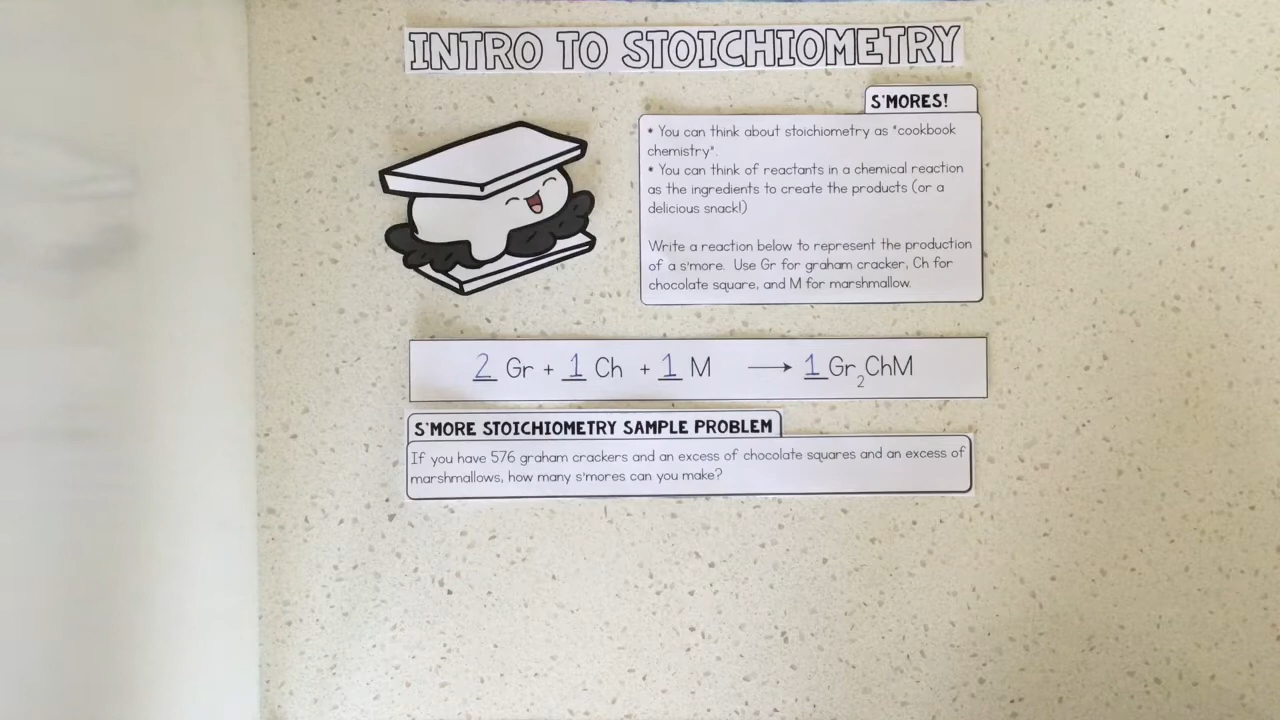 INTRO TO STOICHIOMETRY
S'MORES!
* You can think about stoichiometry as "cookbook
chemistry".
* You can think of reactants in a chemical reaction
as the ingredients to create the products (or a
delicious snack!)
Write a reaction below to represent the production
of a s'more. Use Gr for graham cracker, Ch for
chocolate square, and M for marshmallow.
2 Gr + 1 Ch + 1 M → 1 Gr₂ChM
S'MORE STOICHIOMETRY SAMPLE PROBLEM
If you have 576 graham crackers and an excess of chocolate squares and an excess of
marshmallows, how many s'mores can you make?